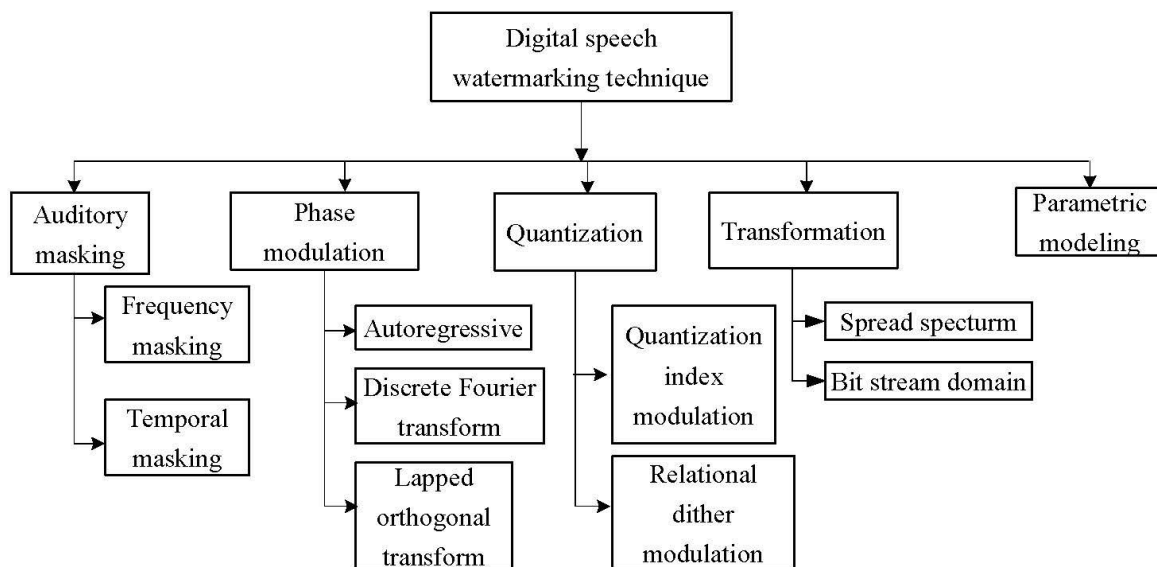 Digital speech
watermarking technique
Auditory
masking
Phase
modulation
Quantization
Transformation
Parametric
modeling
Frequency
masking
Temporal
masking
Autoregressive
Discrete Fourier
transform
Lapped
orthogonal
transform
Quantization
index
modulation
Relational
dither
modulation
Spread specturm
Bit stream domain